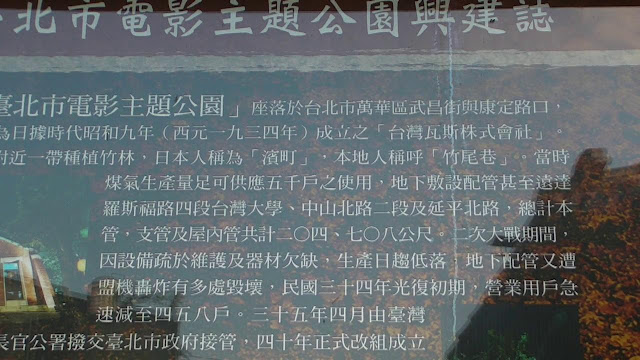 北市電影主題公園興建誌
臺北市電影主題公園」座落於台北市萬華區武昌街與康定路口，
為日據時代昭和九年（西元一九三四年）成立之「台灣瓦斯株式會社」。
附近一帶種植竹林，日本人稱為「濱町」，本地人稱呼「竹尾巷」。當時
煤氣生產量足可供應五千戶之使用，地下敷設配管甚至遠達
羅斯福路四段台灣大學、中山北路二段及延平北路，總計本
管，支管及屋內管共計二〇四、七〇八公尺。二次大戰期間，
因設備疏於維護及器材欠缺，生產日趨低落，地下配管又遭
盟機轟炸有多處毀壞，民國三十四年光復初期，營業用戶急
速減至四五八戶。三十五年四月由臺灣
長官公署撥交臺北市政府接管，四十年正式改組成立